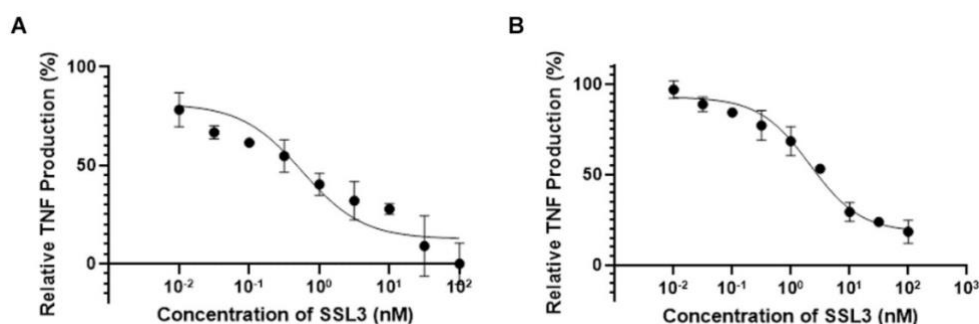 A
B
Relative TNF Production (%)
100
50
0
10-2
10-1
100
101
102
Concentration of SSL3 (nM)
Relative TNF Production (%)
100
50
0
10-2
10-1
100
101
102
103
Concentration of SSL3 (nM)